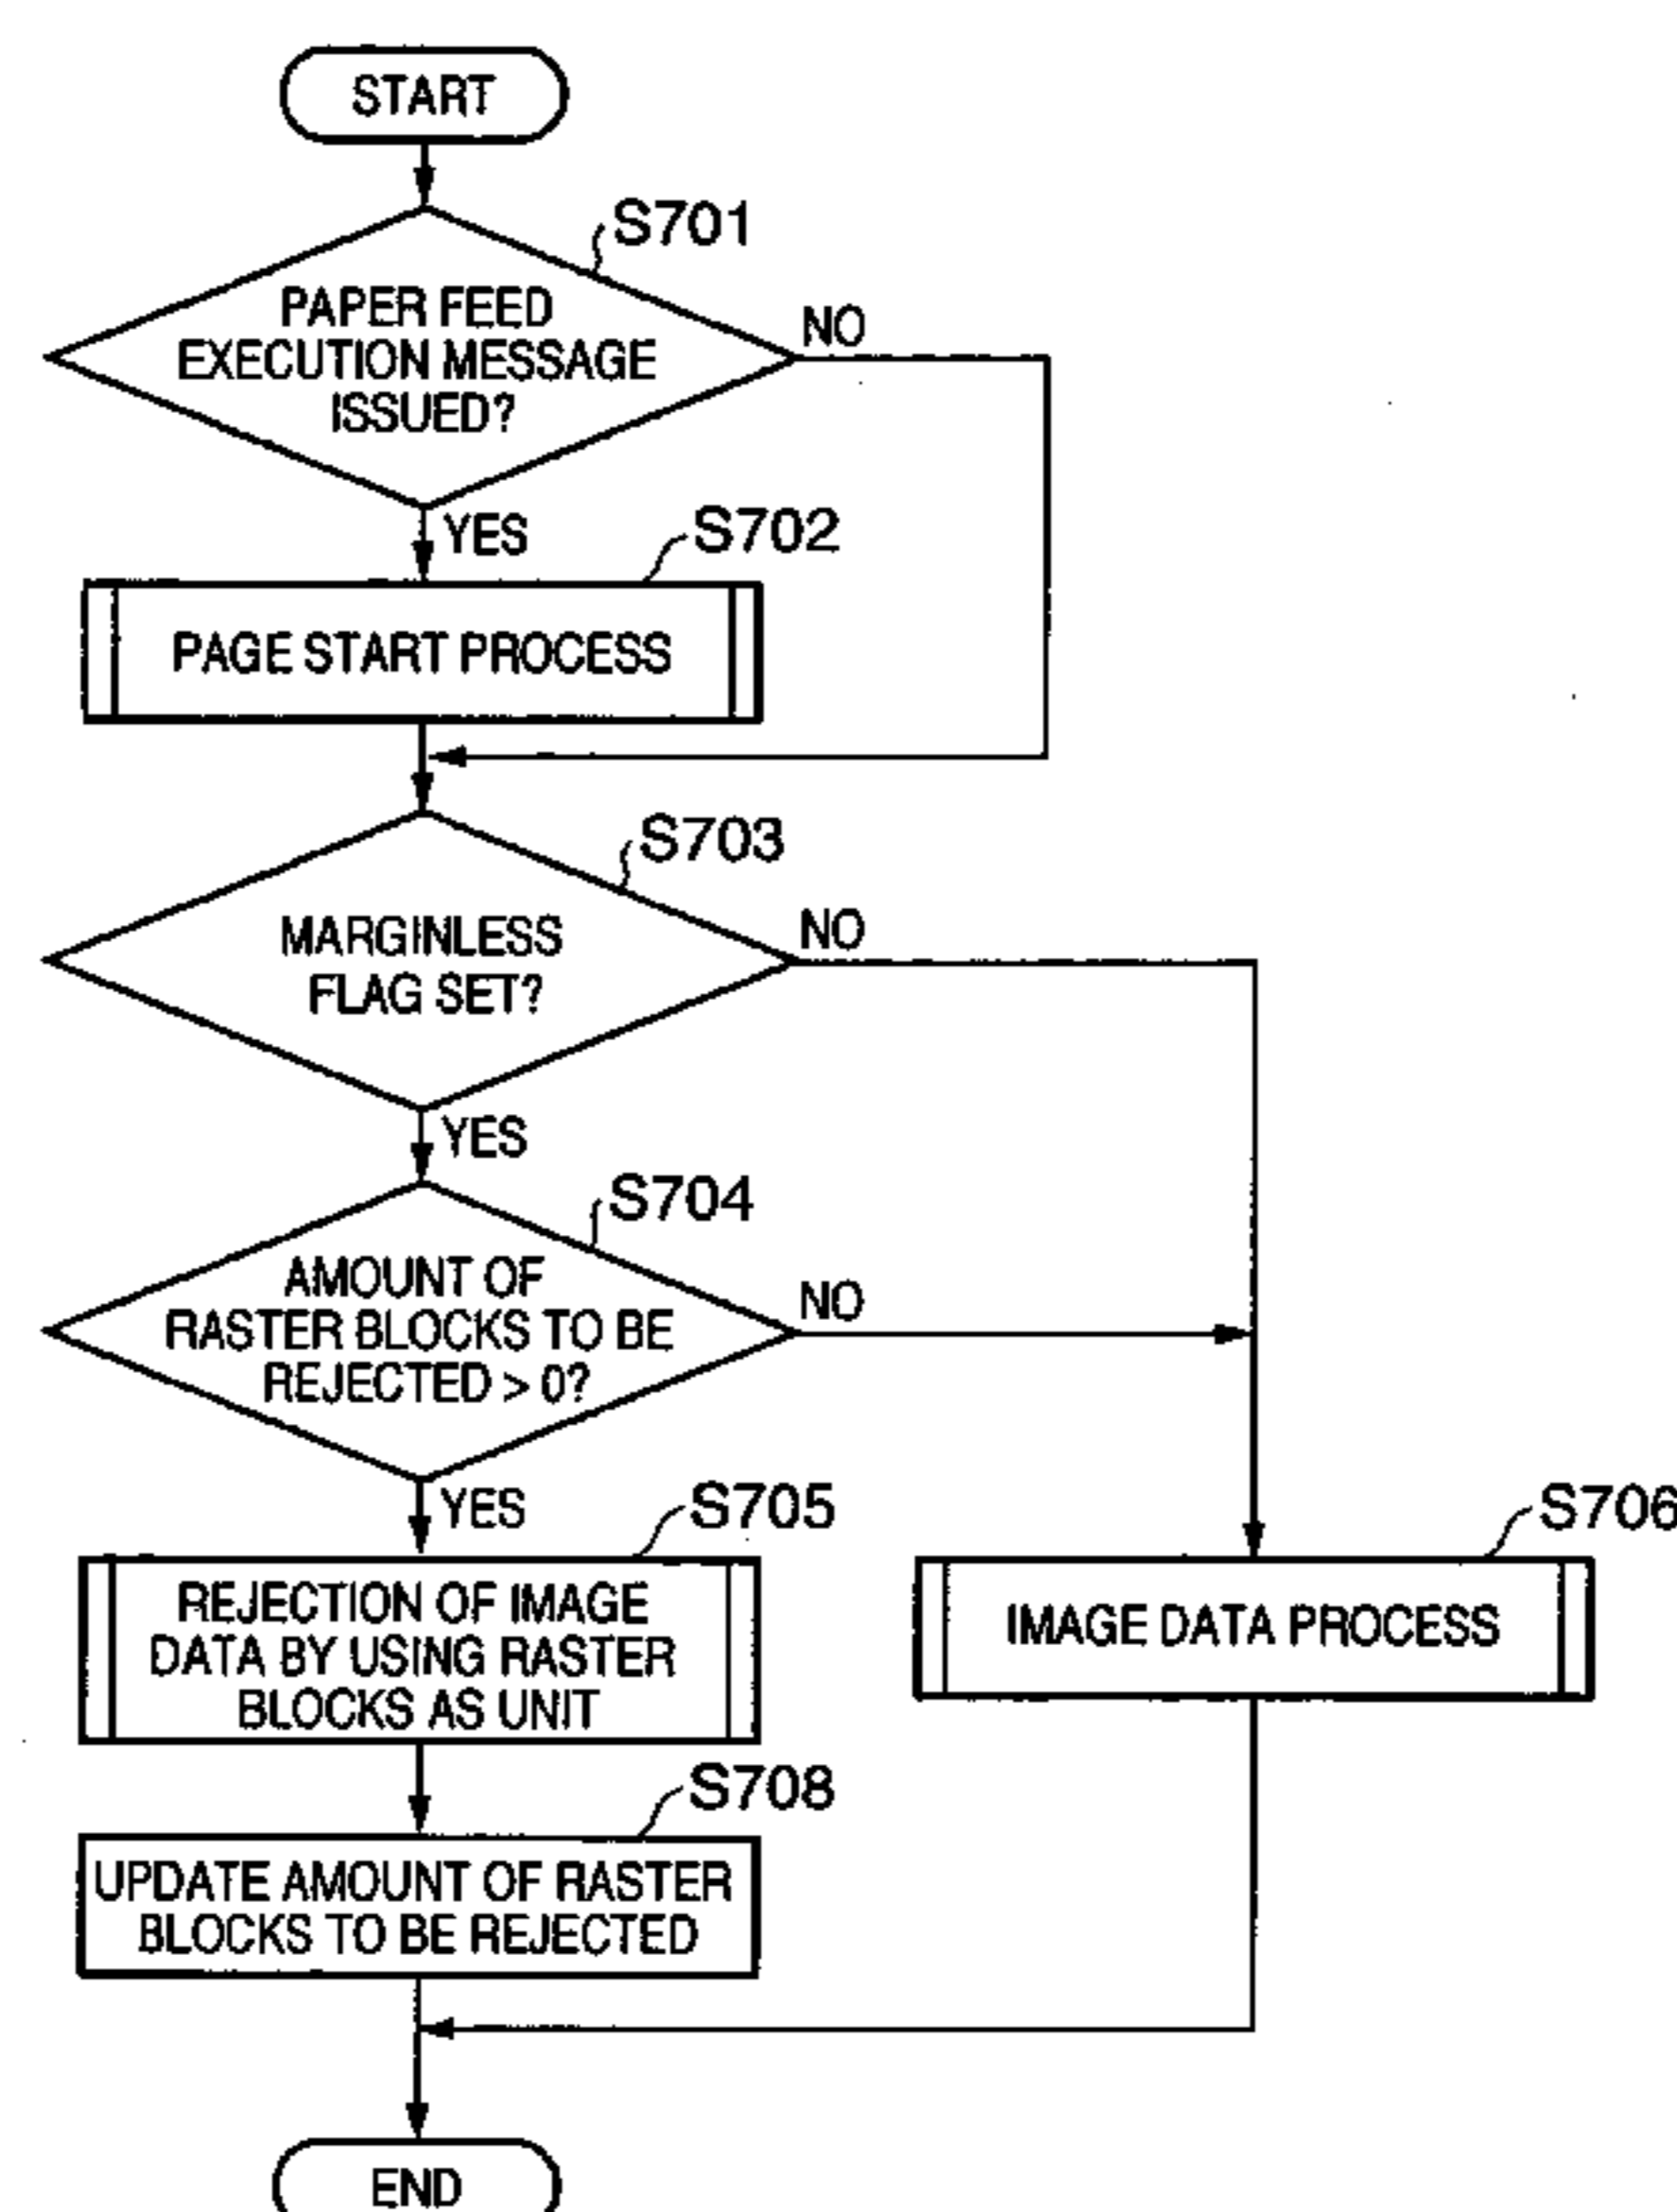 START
S701
PAPER FEED
EXECUTION MESSAGE
ISSUED?
NO
YES
S702
PAGE START PROCESS
S703
MARGINLESS
FLAG SET?
NO
YES
S704
AMOUNT OF
RASTER BLOCKS TO BE
REJECTED > 0?
NO
YES
S705
REJECTION OF IMAGE
DATA BY USING RASTER
BLOCKS AS UNIT
S706
IMAGE DATA PROCESS
S708
UPDATE AMOUNT OF RASTER
BLOCKS TO BE REJECTED
END